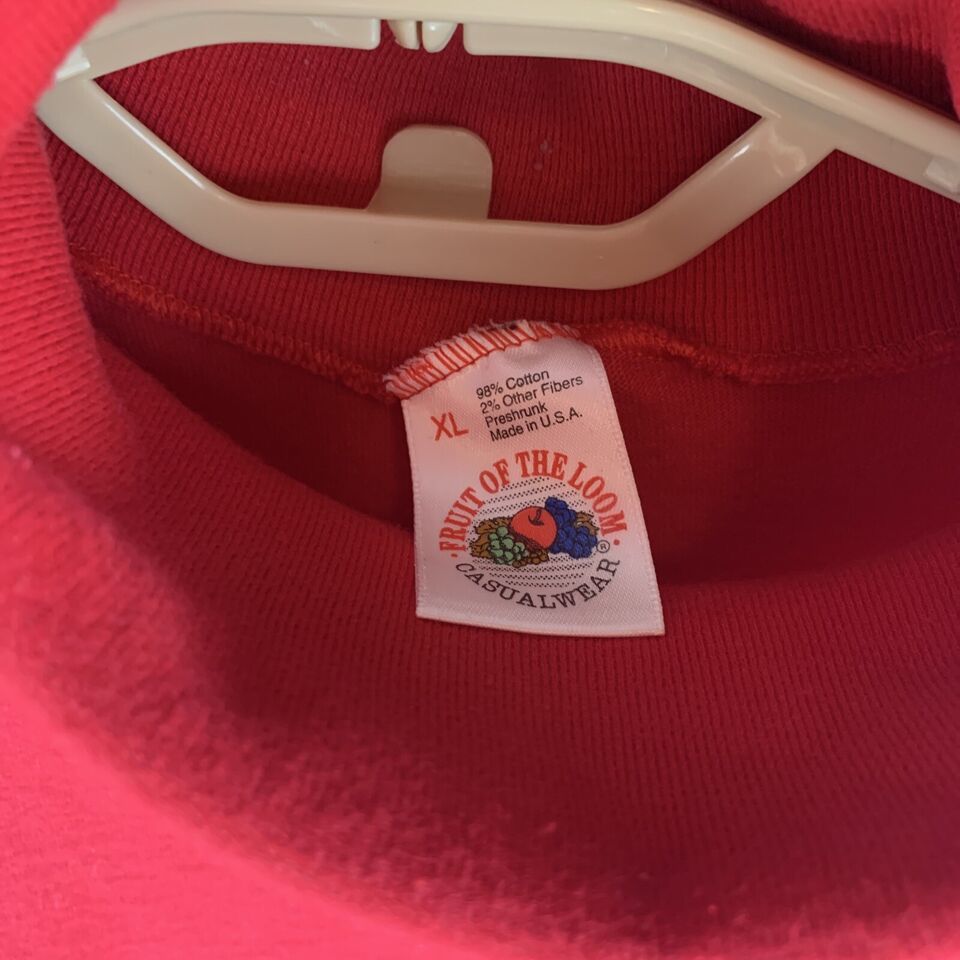 XL
98% Cotton
2% Other Fibers
Preshrunk
Made in U.S.A.
· FRUIT OF THE LOOM ·
®
CASUALWEAR